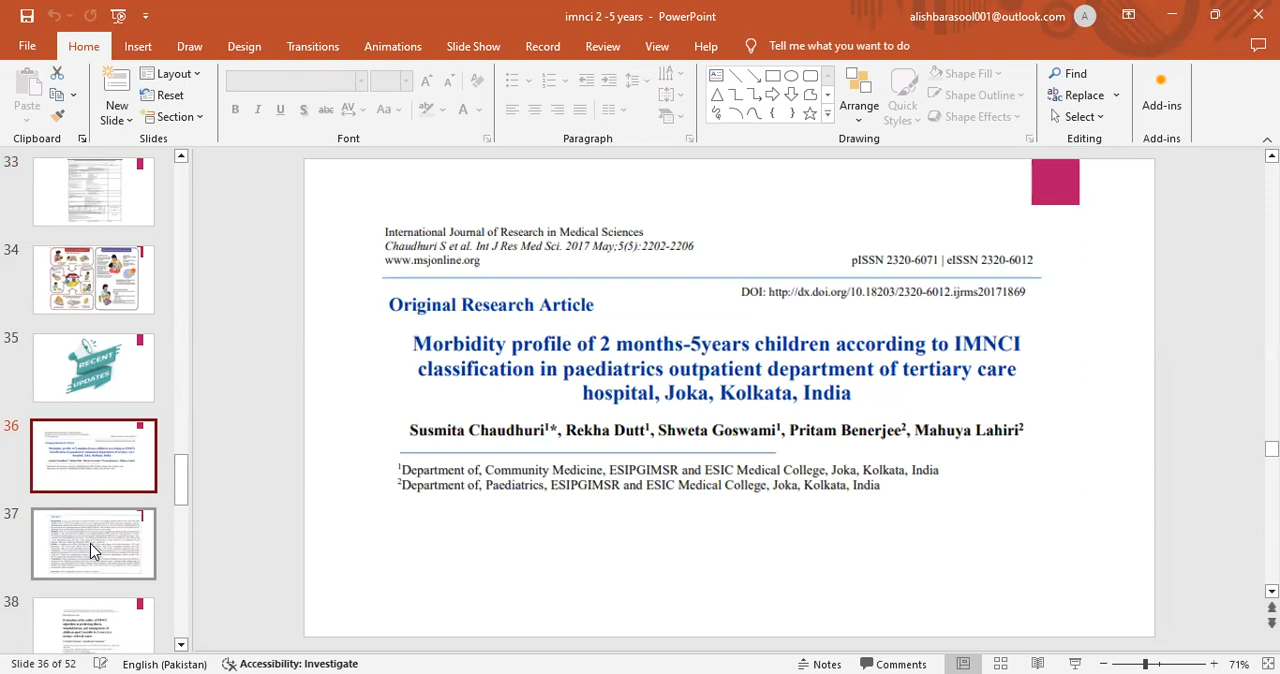 imnci 2 -5 years - PowerPoint
alishbarasool001@outlook.com
A
File
Home
Insert
Draw
Design
Transitions
Animations
Slide Show
Record
Review
View
Help
Tell me what you want to do
Paste
Clipboard
New
Slide
Layout
Reset
Section
Slides
B I U S abc AV Aa A
Font
Paragraph
Arrange
Quick
Styles
Shape Fill
Shape Outline
Shape Effects
Drawing
Find
Replace
Select
Editing
Add-ins
Add-ins
33
34
35
RECENT
UPDATES
36
37
38
International Journal of Research in Medical Sciences
Chaudhuri S et al. Int J Res Med Sci. 2017 May;5(5):2202-2206
www.msjonline.org
pISSN 2320-6071 | eISSN 2320-6012
DOI: http://dx.doi.org/10.18203/2320-6012.ijrms20171869
Original Research Article
Morbidity profile of 2 months-5years children according to IMNCI
classification in paediatrics outpatient department of tertiary care
hospital, Joka, Kolkata, India
Susmita Chaudhuri¹*, Rekha Dutt¹, Shweta Goswami¹, Pritam Benerjee², Mahuya Lahiri²
¹Department of, Community Medicine, ESIPGIMSR and ESIC Medical College, Joka, Kolkata, India
²Department of, Paediatrics, ESIPGIMSR and ESIC Medical College, Joka, Kolkata, India
Slide 36 of 52
English (Pakistan)
Accessibility: Investigate
Notes
Comments
71%